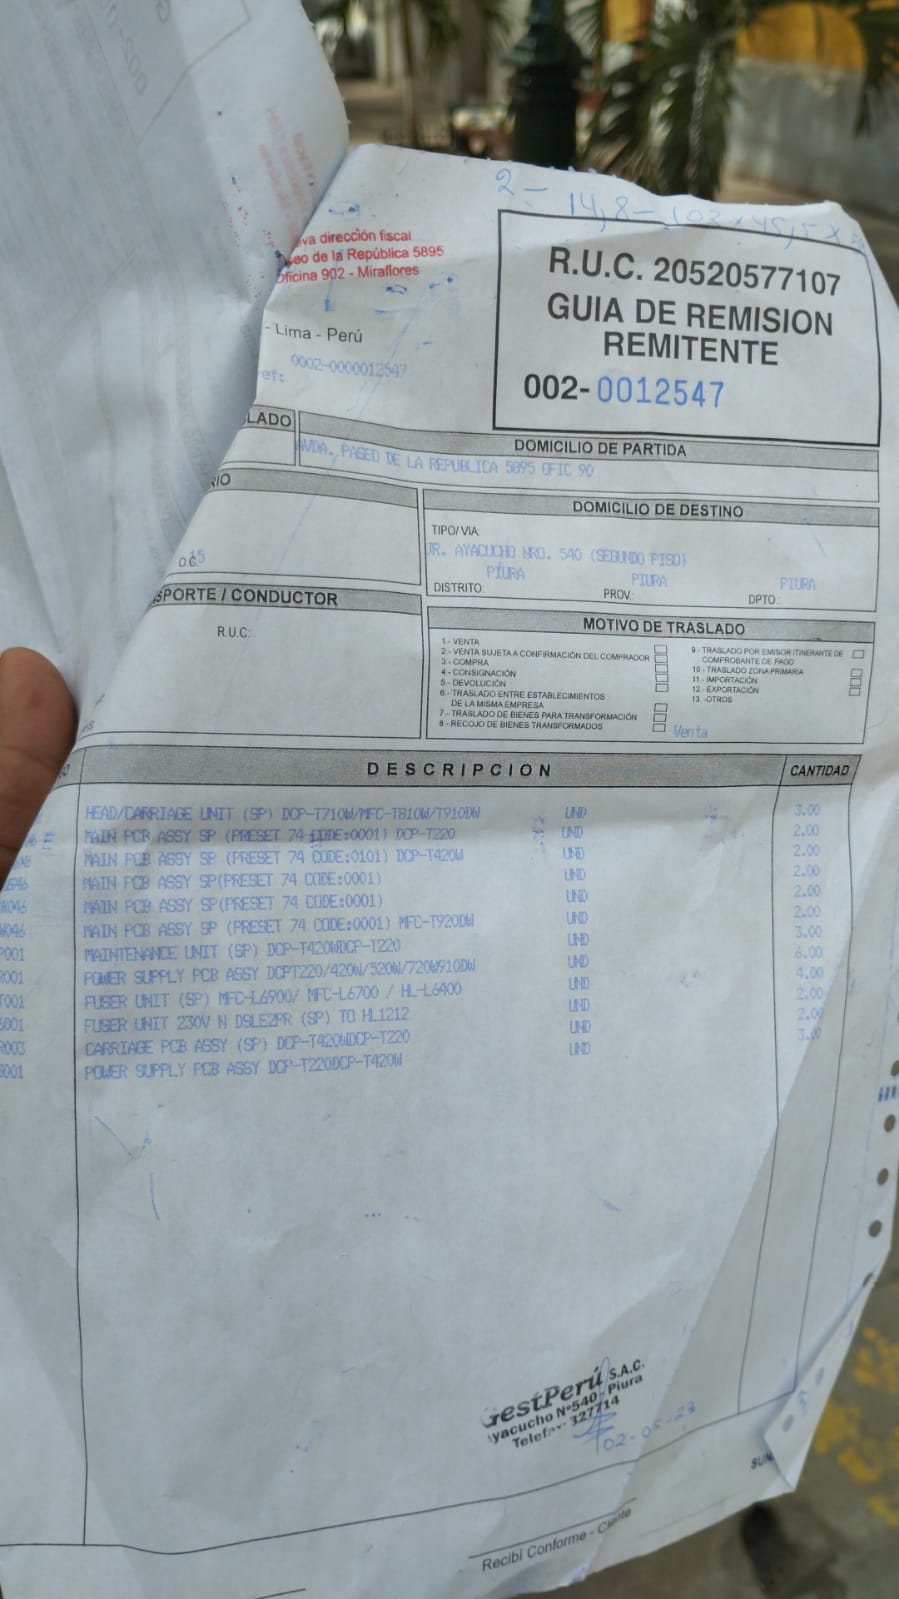 2- 14,8-
va dirección fiscal
seo de la República 5895
Oficina 902 - Miraflores
- Lima - Perú
ef: 0002-0000012547
R.U.C. 20520577107
GUIA DE REMISION
REMITENTE
002-0012547
LADO
DOMICILIO DE PARTIDA
AVDA. PASEO DE LA REPUBLICA 5895 OFIC 90
RIO
O.C. 15
DOMICILIO DE DESTINO
TIPO/VIA:
JR. AYACUCHO NRO. 540 (SEGUNDO PISO)
PIURA PIURA PIURA
DISTRITO: PROV.: DPTO.:
SPORTE / CONDUCTOR
R.U.C:
MOTIVO DE TRASLADO
1.- VENTA
2.- VENTA SUJETA A CONFIRMACIÓN DEL COMPRADOR
3.- COMPRA
4.- CONSIGNACIÓN
5.- DEVOLUCIÓN
6.- TRASLADO ENTRE ESTABLECIMIENTOS
DE LA MISMA EMPRESA
7.- TRASLADO DE BIENES PARA TRANSFORMACIÓN
8.- RECOJO DE BIENES TRANSFORMADOS
9.- TRASLADO POR EMISOR ITINERANTE DE
COMPROBANTE DE PAGO
10.- TRASLADO ZONA PRIMARIA
11.- IMPORTACIÓN
12.- EXPORTACIÓN
13.-OTROS
Venta
DESCRIPCION CANTIDAD
HEAD/CARRIAGE UNIT (SP) DCP-T710W/MFC-T810W/T910DW UND 3.00
MAIN PCB ASSY SP (PRESET 74 CODE:0001) DCP-T220 UND 2.00
MAIN PCB ASSY SP (PRESET 74 CODE:0101) DCP-T420W UND 2.00
MAIN PCB ASSY SP(PRESET 74 CODE:0001) UND 2.00
MAIN PCB ASSY SP(PRESET 74 CODE:0001) UND 2.00
MAIN PCB ASSY SP (PRESET 74 CODE:0001) MFC-T920DW UND 2.00
MAINTENANCE UNIT (SP) DCP-T420WDCP-T220 UND 3.00
POWER SUPPLY PCB ASSY DCPT220/420W/520W/720W910DW UND 6.00
FUSER UNIT (SP) MFC-L6900/ MFC-L6700 / HL-L6400 UND 4.00
FUSER UNIT 230V N DSLE2PR (SP) TO HL1212 UND 2.00
CARRIAGE PCB ASSY (SP) DCP-T420WDCP-T220 UND 2.00
POWER SUPPLY PCB ASSY DCP-T220DCP-T420W UND 3.00
GestPerú S.A.C.
yacucho Nº540 - Piura
Telefax: 327714
02-05-23
SUN
Recibí Conforme - Cliente